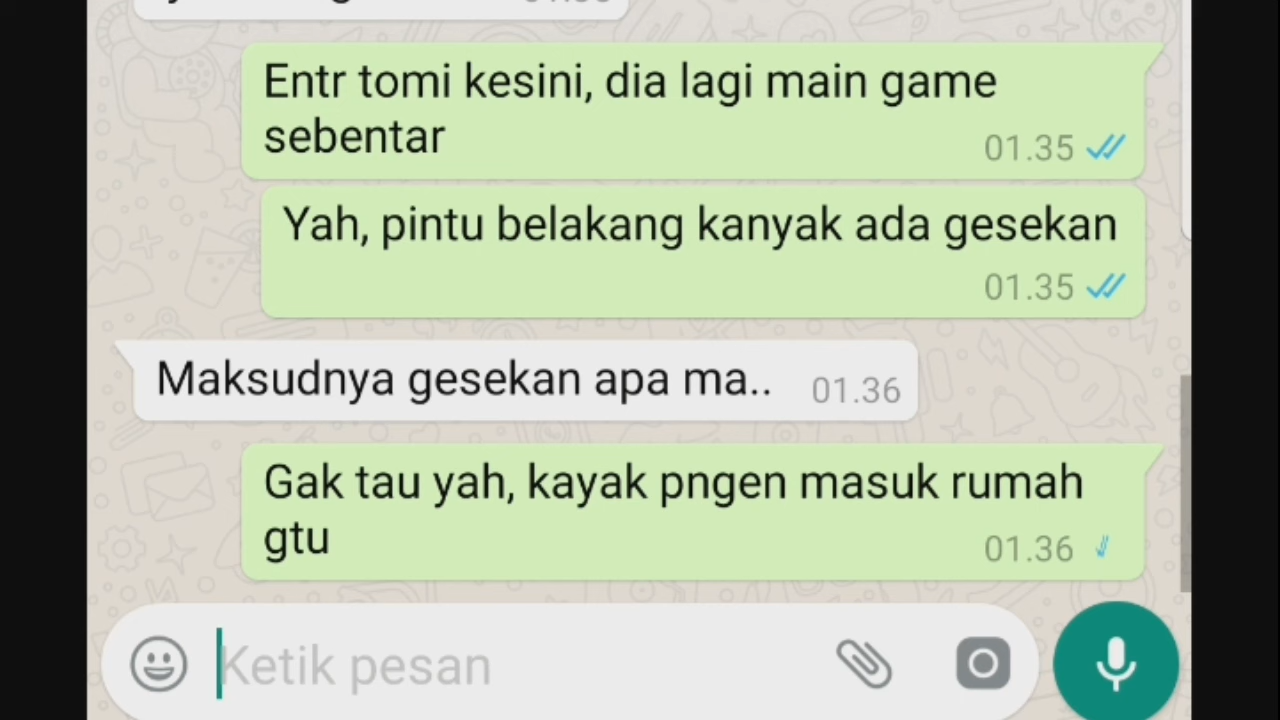 Entr tomi kesini, dia lagi main game
sebentar
01.35
Yah, pintu belakang kanyak ada gesekan
01.35
Maksudnya gesekan apa ma.. 01.36
Gak tau yah, kayak pngen masuk rumah
gtu
01.36
Ketik pesan